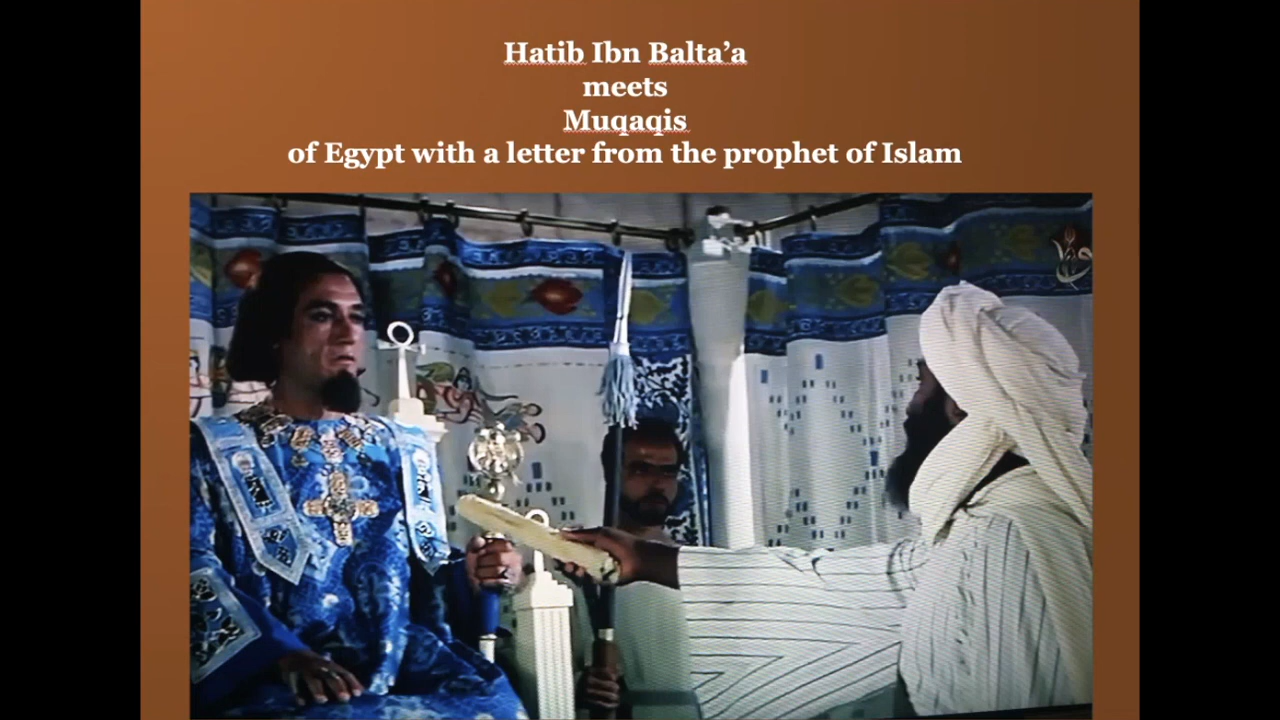 Hatib Ibn Balta’a
meets
Muqaqis
of Egypt with a letter from the prophet of Islam